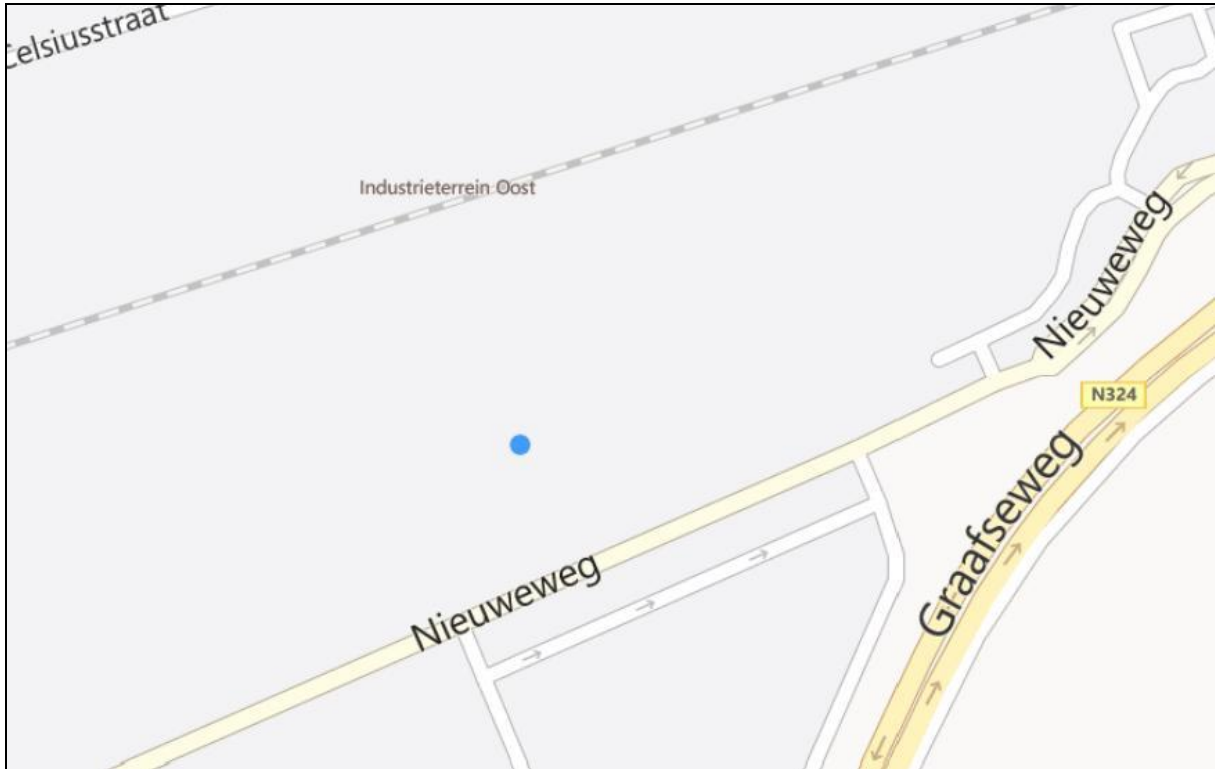 Celsiusstraat
Industrieterrein Oost
Nieuweweg
N324
Graafseweg
Nieuweweg